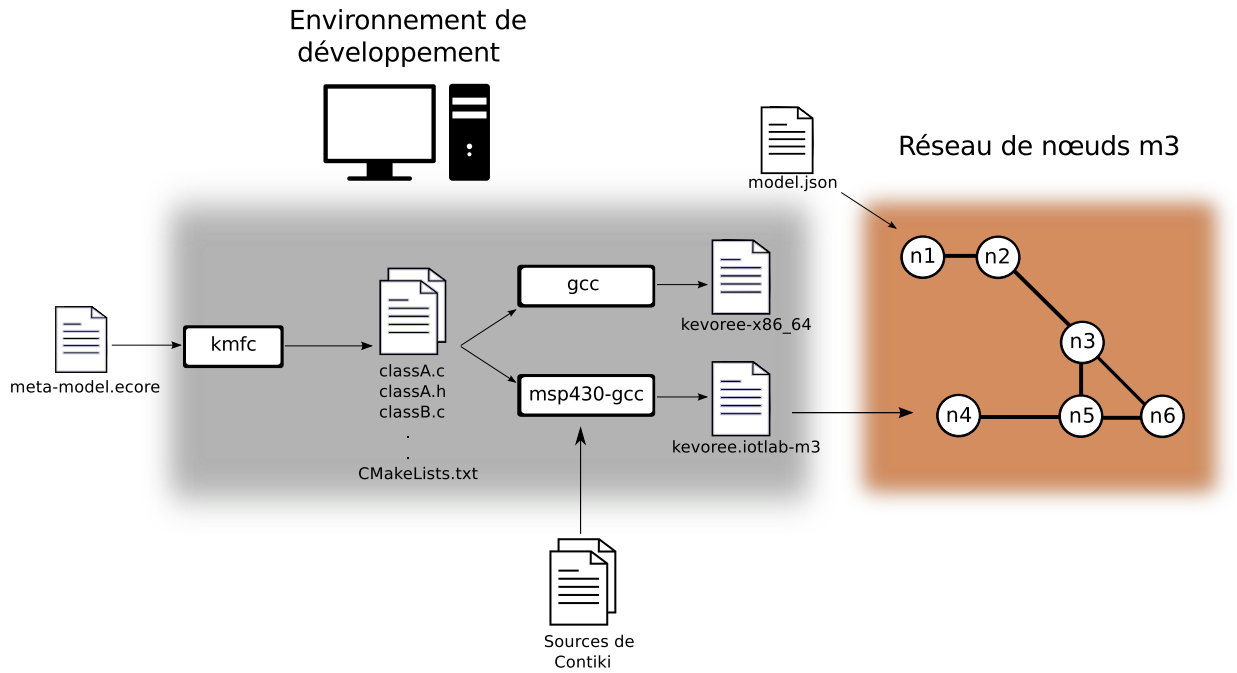 Environnement de
développement
model.json
Réseau de nœuds m3
meta-model.ecore
kmfc
classA.c
classA.h
classB.c
.
.
CMakeLists.txt
gcc
kevoree-x86_64
msp430-gcc
kevoree.iotlab-m3
Sources de
Contiki
n1
n2
n3
n4
n5
n6